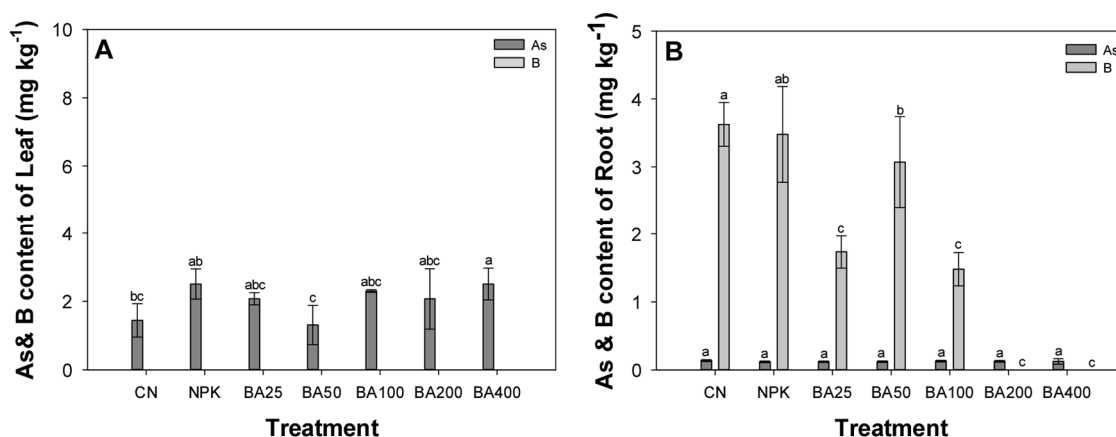 A
As
B
As& B content of Leaf (mg kg⁻¹)
10
8
6
4
2
0
bc
ab
abc
c
abc
abc
a
CN NPK BA25 BA50 BA100 BA200 BA400
Treatment
B
As
B
As & B content of Root (mg kg⁻¹)
5
4
3
2
1
0
a
a
a
ab
a
c
a
b
a
c
a
c
a
c
CN NPK BA25 BA50 BA100 BA200 BA400
Treatment